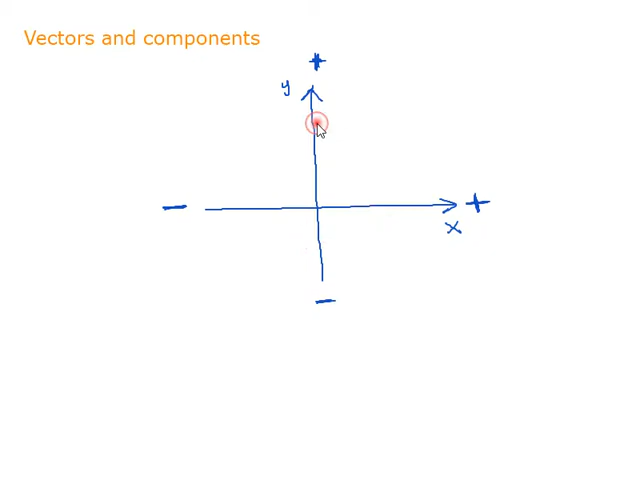 Vectors and components
+
y
- +
x
-